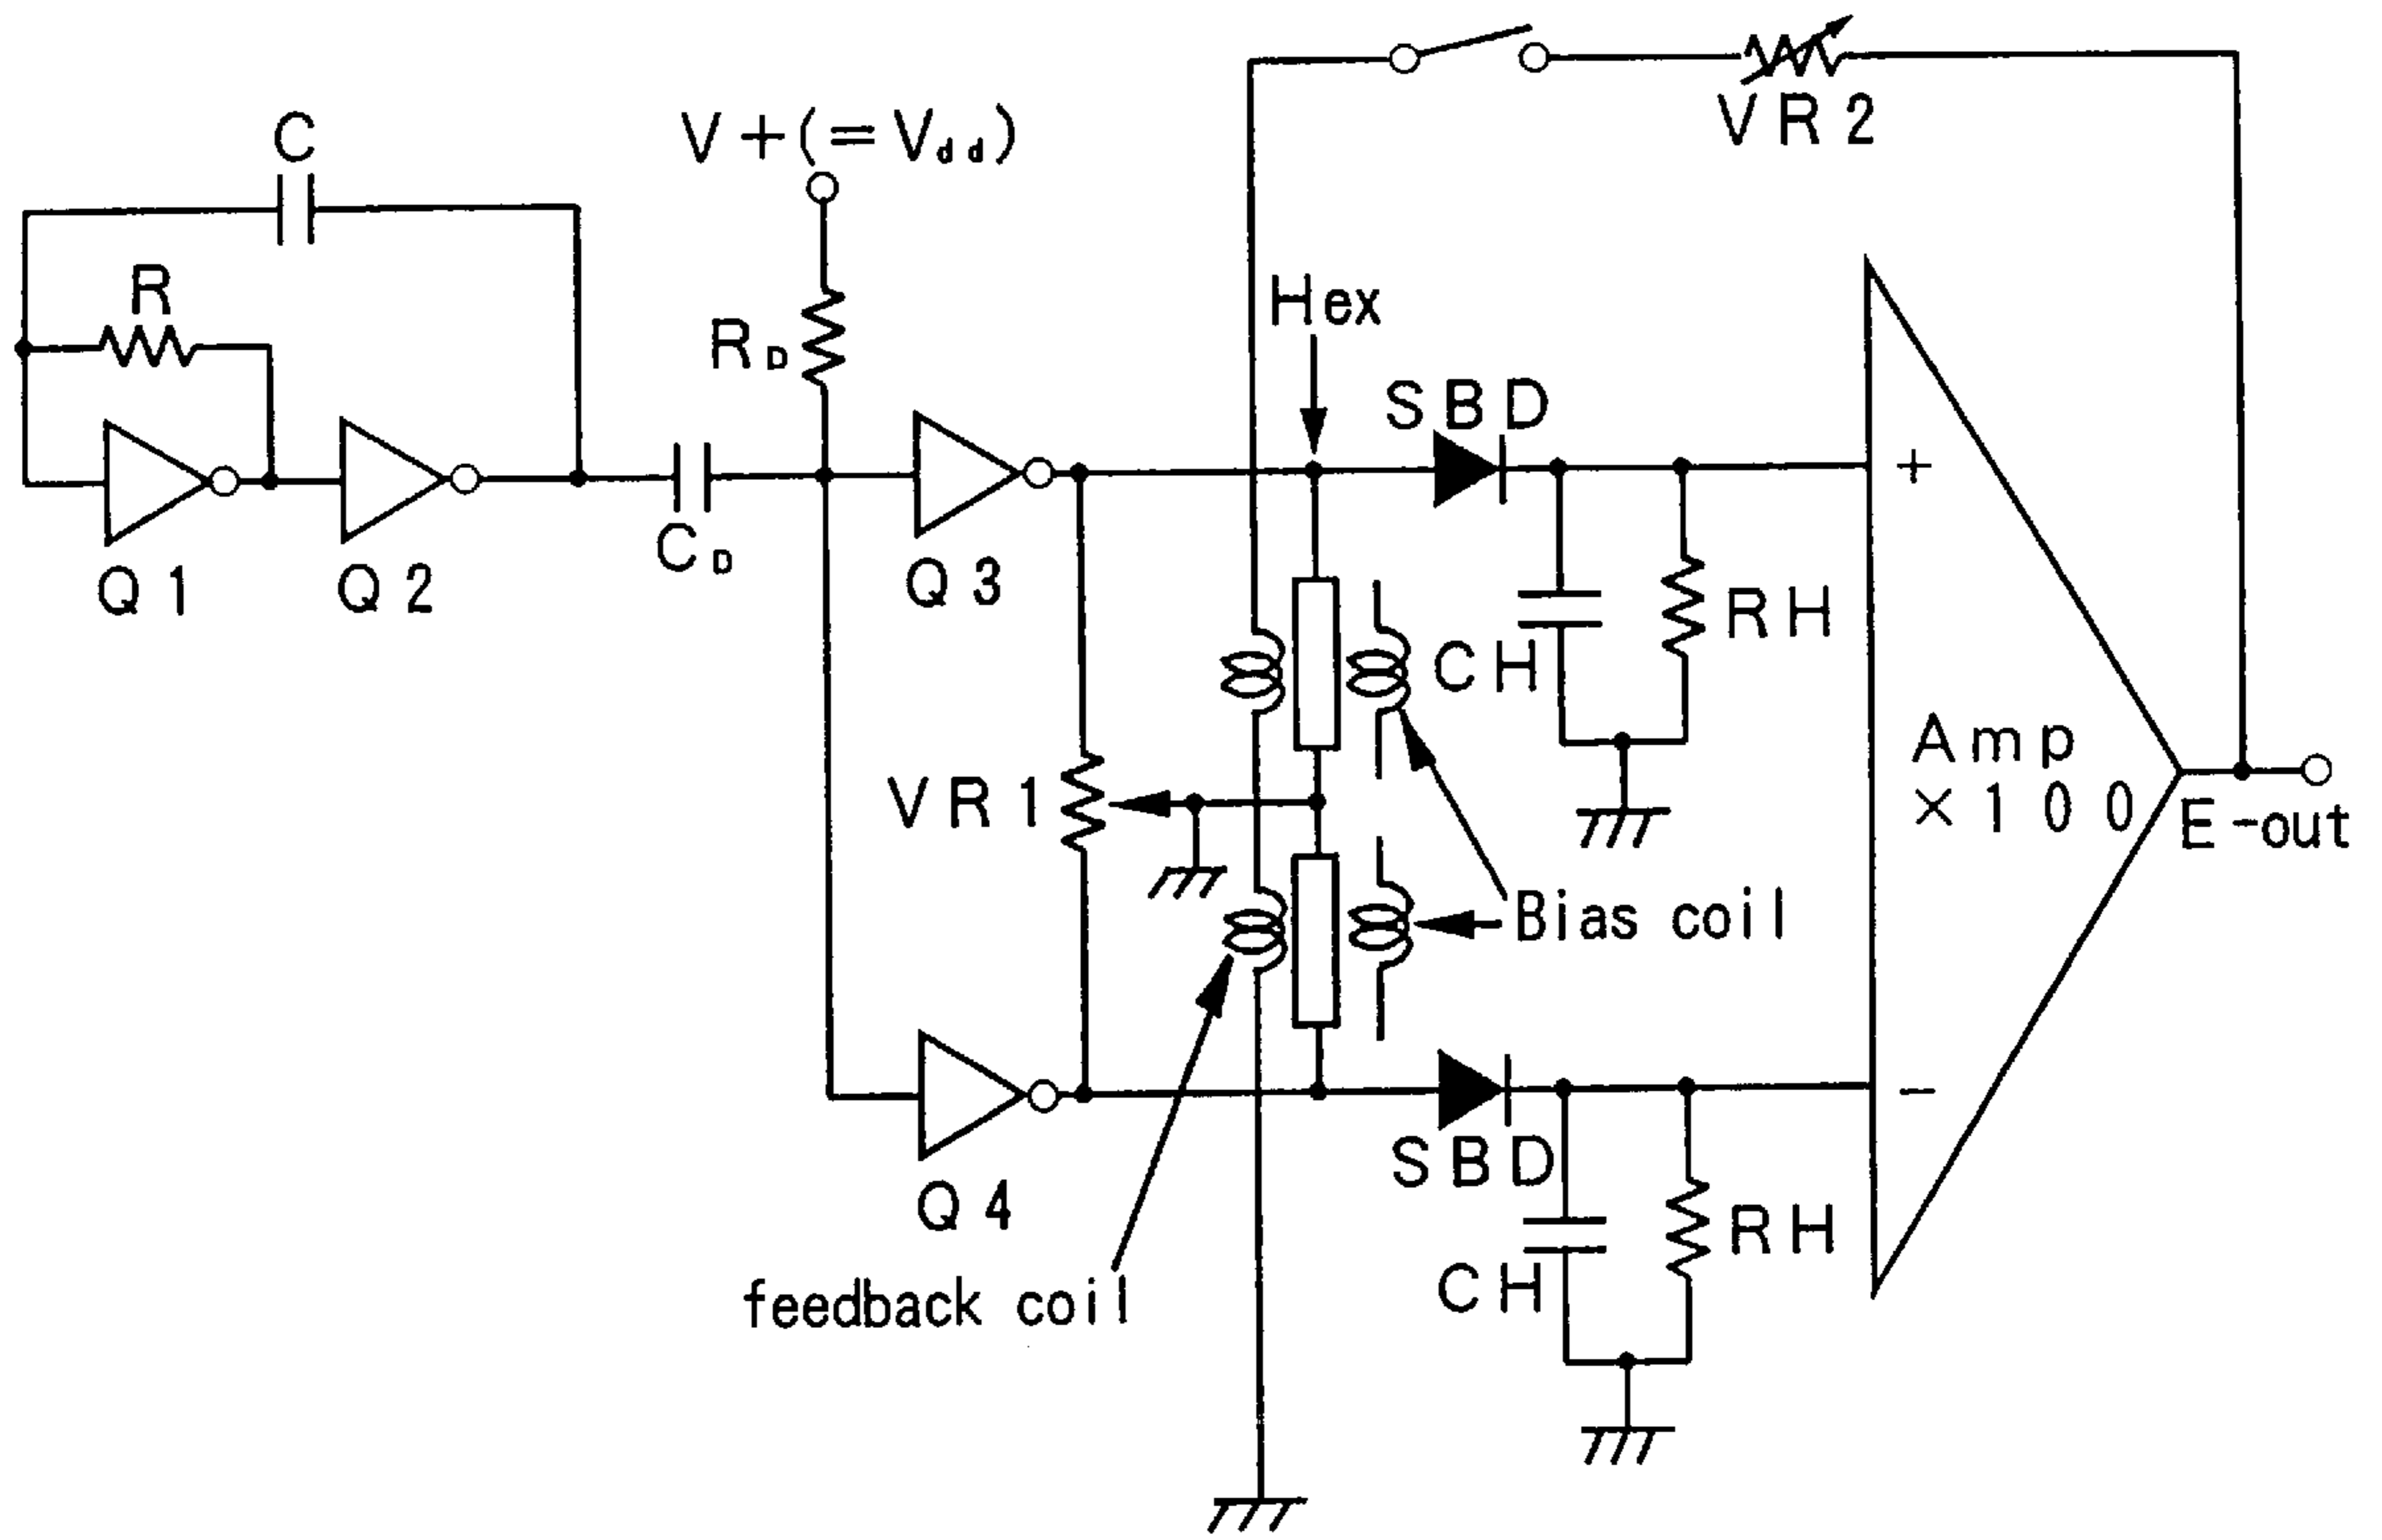 C
V+(=Vdd)
VR2
R
RD
Hex
SBD
Q1
Q2
CD
Q3
CH
RH
+
VR1
Amp
×100
E-out
Bias coil
Q4
SBD
−
feedback coil
CH
RH